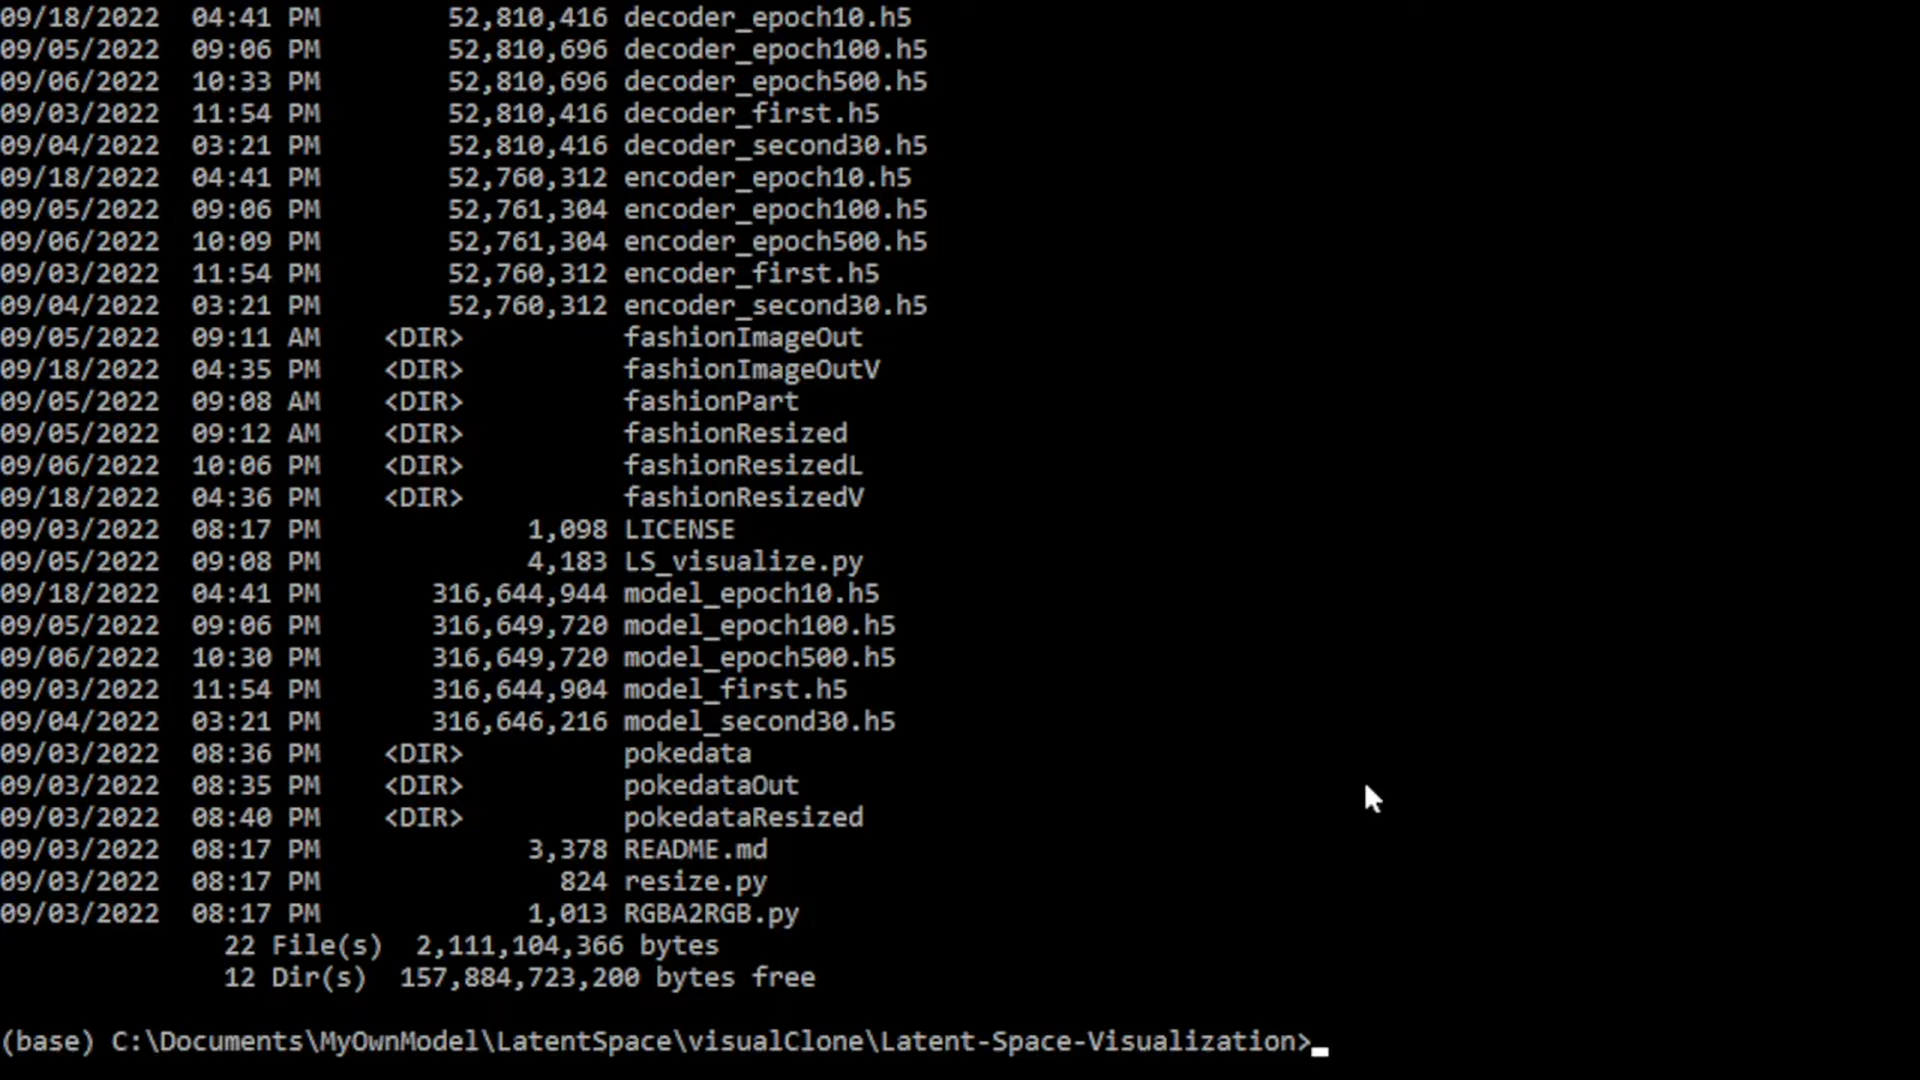 09/18/2022  04:41 PM        52,810,416 decoder_epoch10.h5
09/05/2022  09:06 PM        52,810,696 decoder_epoch100.h5
09/06/2022  10:33 PM        52,810,696 decoder_epoch500.h5
09/03/2022  11:54 PM        52,810,416 decoder_first.h5
09/04/2022  03:21 PM        52,810,416 decoder_second30.h5
09/18/2022  04:41 PM        52,760,312 encoder_epoch10.h5
09/05/2022  09:06 PM        52,761,304 encoder_epoch100.h5
09/06/2022  10:09 PM        52,761,304 encoder_epoch500.h5
09/03/2022  11:54 PM        52,760,312 encoder_first.h5
09/04/2022  03:21 PM        52,760,312 encoder_second30.h5
09/05/2022  09:11 AM    <DIR>          fashionImageOut
09/18/2022  04:35 PM    <DIR>          fashionImageOutV
09/05/2022  09:08 AM    <DIR>          fashionPart
09/05/2022  09:12 AM    <DIR>          fashionResized
09/06/2022  10:06 PM    <DIR>          fashionResizedL
09/18/2022  04:36 PM    <DIR>          fashionResizedV
09/03/2022  08:17 PM             1,098 LICENSE
09/05/2022  09:08 PM             4,183 LS_visualize.py
09/18/2022  04:41 PM       316,644,944 model_epoch10.h5
09/05/2022  09:06 PM       316,649,720 model_epoch100.h5
09/06/2022  10:30 PM       316,649,720 model_epoch500.h5
09/03/2022  11:54 PM       316,644,904 model_first.h5
09/04/2022  03:21 PM       316,646,216 model_second30.h5
09/03/2022  08:36 PM    <DIR>          pokedata
09/03/2022  08:35 PM    <DIR>          pokedataOut
09/03/2022  08:40 PM    <DIR>          pokedataResized
09/03/2022  08:17 PM             3,378 README.md
09/03/2022  08:17 PM               824 resize.py
09/03/2022  08:17 PM             1,013 RGBA2RGB.py
22 File(s)  2,111,104,366 bytes
12 Dir(s)  157,884,723,200 bytes free
(base) C:\Documents\MyOwnModel\LatentSpace\visualClone\Latent-Space-Visualization>